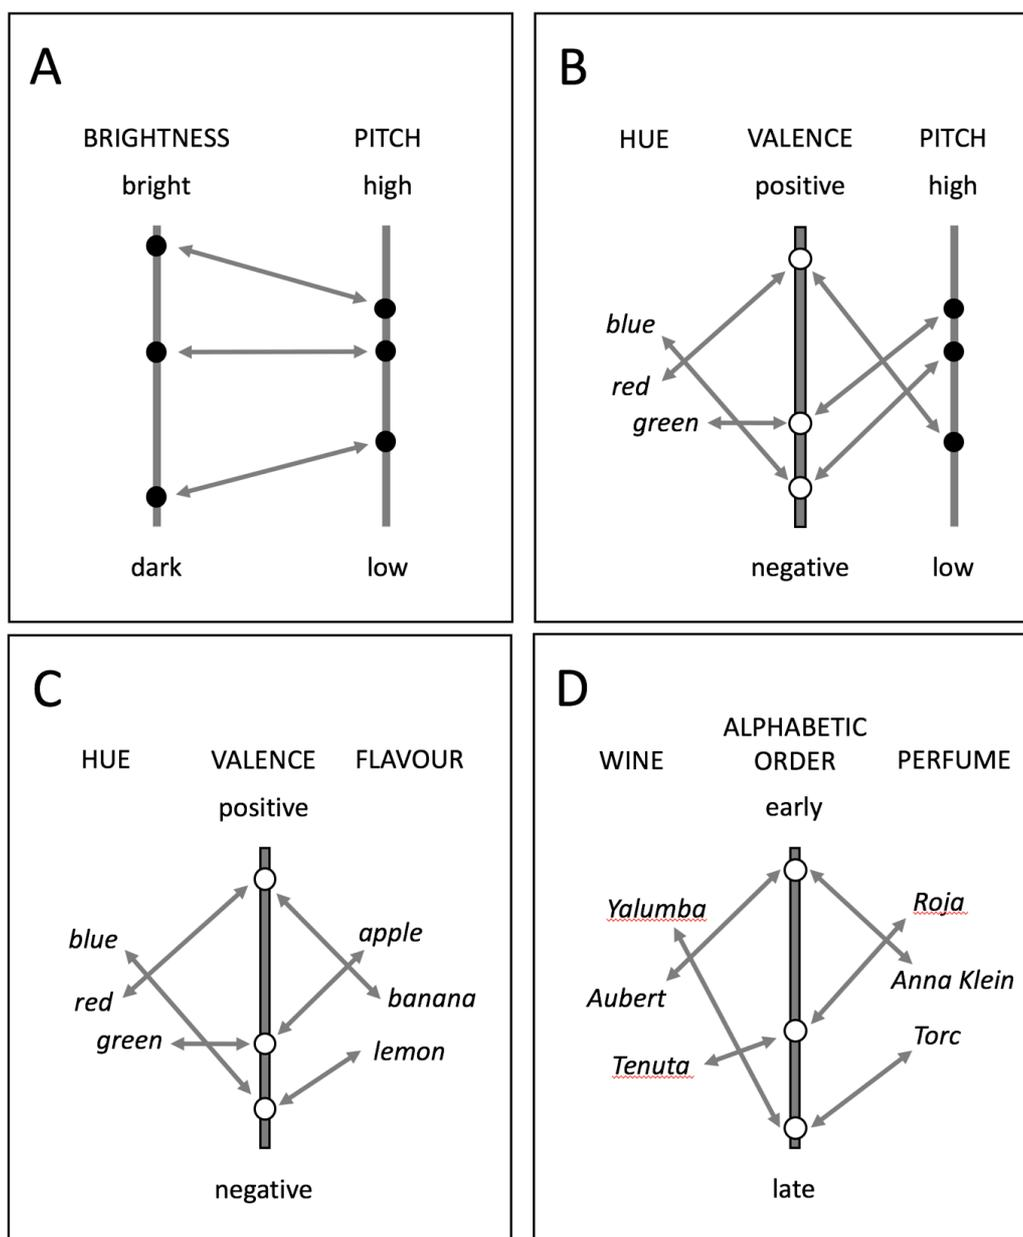 A
BRIGHTNESS PITCH
bright high
dark low
B
HUE VALENCE PITCH
positive high
blue
red
green
negative low
C
HUE VALENCE FLAVOUR
positive
blue apple
red banana
green lemon
negative
D
ALPHABETIC
WINE ORDER PERFUME
early
Yalumba Roja
Aubert Anna Klein
Tenuta Torc
late